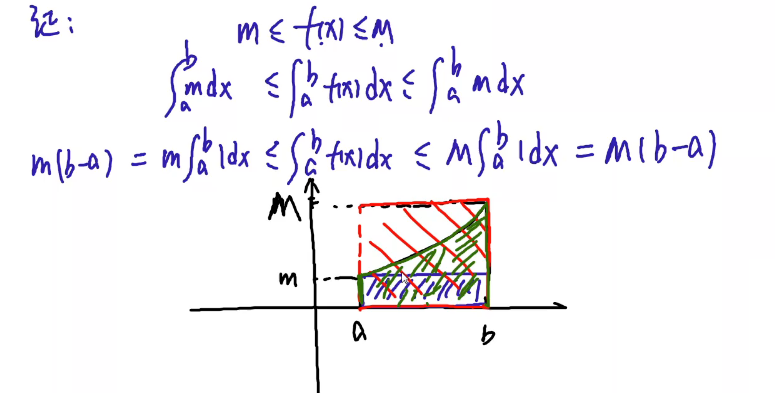 证:
m ≤ f(x) ≤ M
∫_a^b m dx ≤ ∫_a^b f(x) dx ≤ ∫_a^b m dx
m(b-a) = m∫_a^b 1dx ≤ ∫_a^b f(x) dx ≤ M∫_a^b 1dx = M(b-a)
M
m
a b